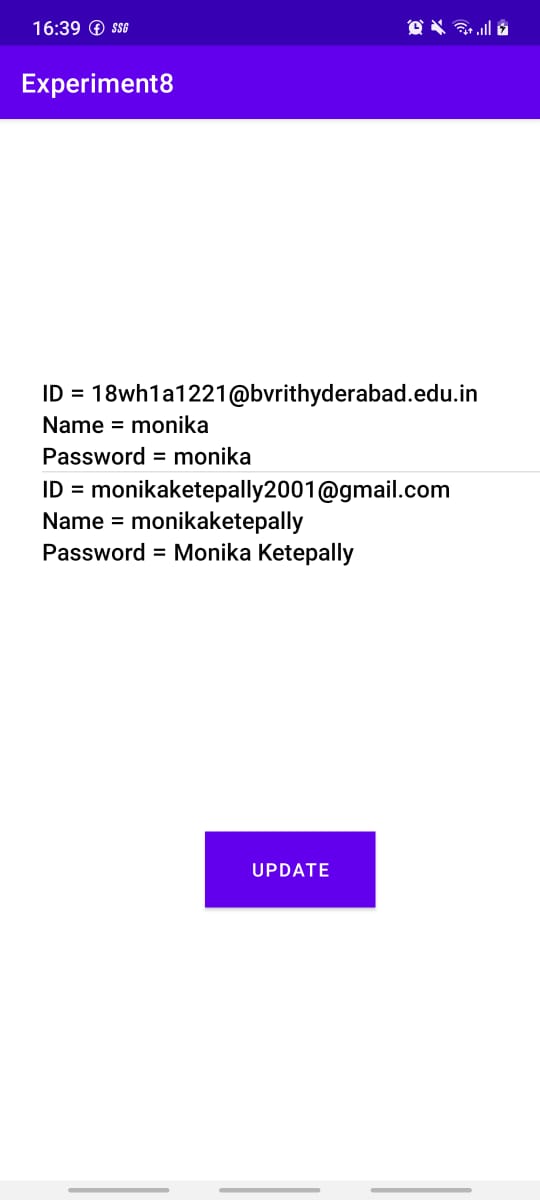 16:39 SSG
Experiment8
ID = 18wh1a1221@bvrithyderabad.edu.in
Name = monika
Password = monika
ID = monikaketepally2001@gmail.com
Name = monikaketepally
Password = Monika Ketepally
UPDATE